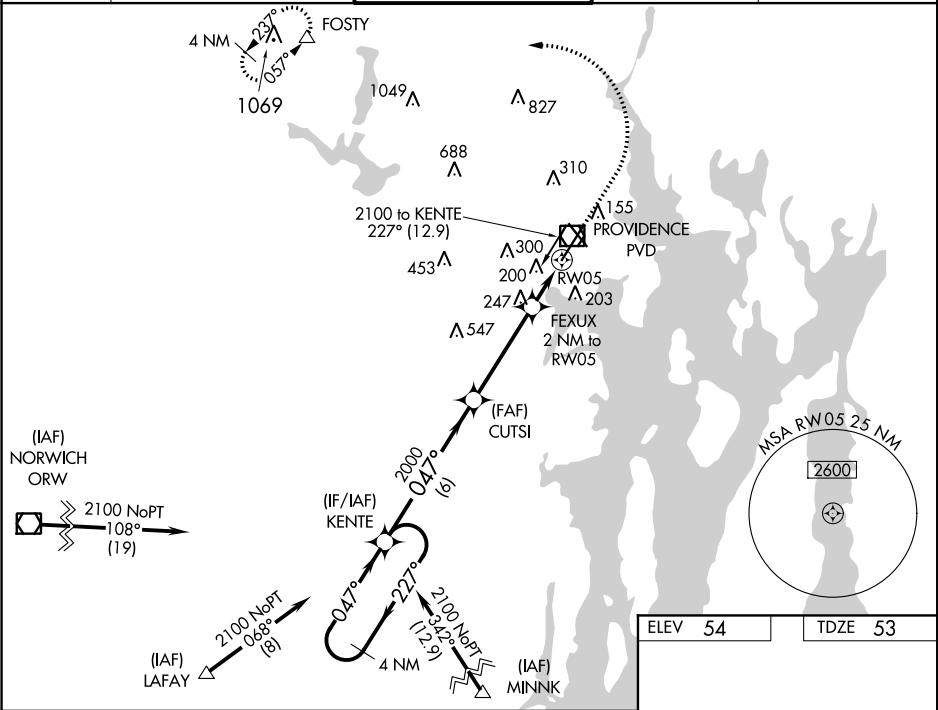 FOSTY
4 NM
237°
057°
1069
1049
827
688
310
2100 to KENTE
227° (12.9)
155
PROVIDENCE
PVD
300
453
200
RW05
247
203
FEXUX
2 NM to
RW05
547
(FAF)
CUTSI
MSA RW05 25 NM
2600
(IAF)
NORWICH
ORW
2000
047°
(6)
(IF/IAF)
KENTE
2100 NoPT
108°
(19)
047°
227°
2100 NoPT
342°
(12.9)
2100 NoPT
068°
(8)
(IAF)
LAFAY
4 NM
(IAF)
MINNK
ELEV 54
TDZE 53